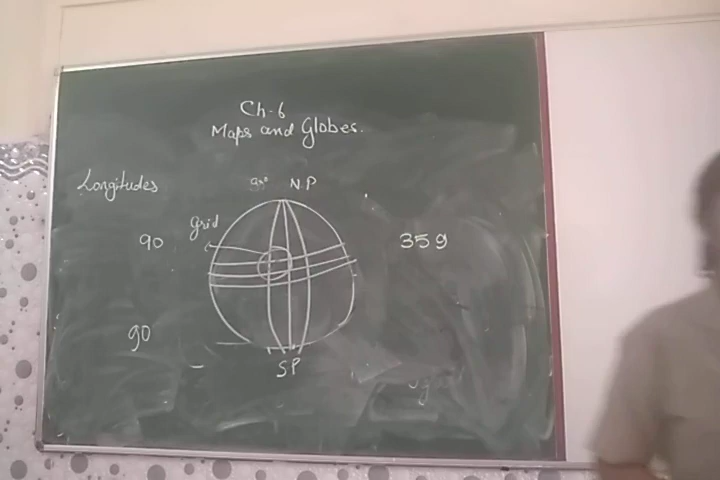 Ch-6
Maps and Globes.
Longitudes
90° N.P
grid
90
359
90
S.P